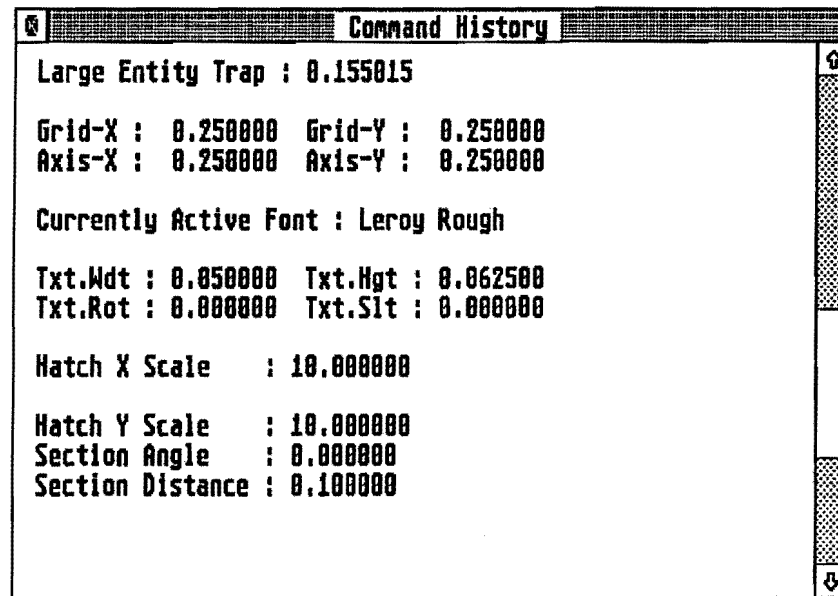 Command History
Large Entity Trap : 0.155015
Grid-X :  0.250000  Grid-Y :  0.250000
Axis-X :  0.250000  Axis-Y :  0.250000
Currently Active Font : Leroy Rough
Txt.Wdt : 0.050000  Txt.Hgt : 0.062500
Txt.Rot : 0.000000  Txt.Slt : 0.000000
Hatch X Scale    : 10.000000
Hatch Y Scale    : 10.000000
Section Angle    : 0.000000
Section Distance : 0.100000